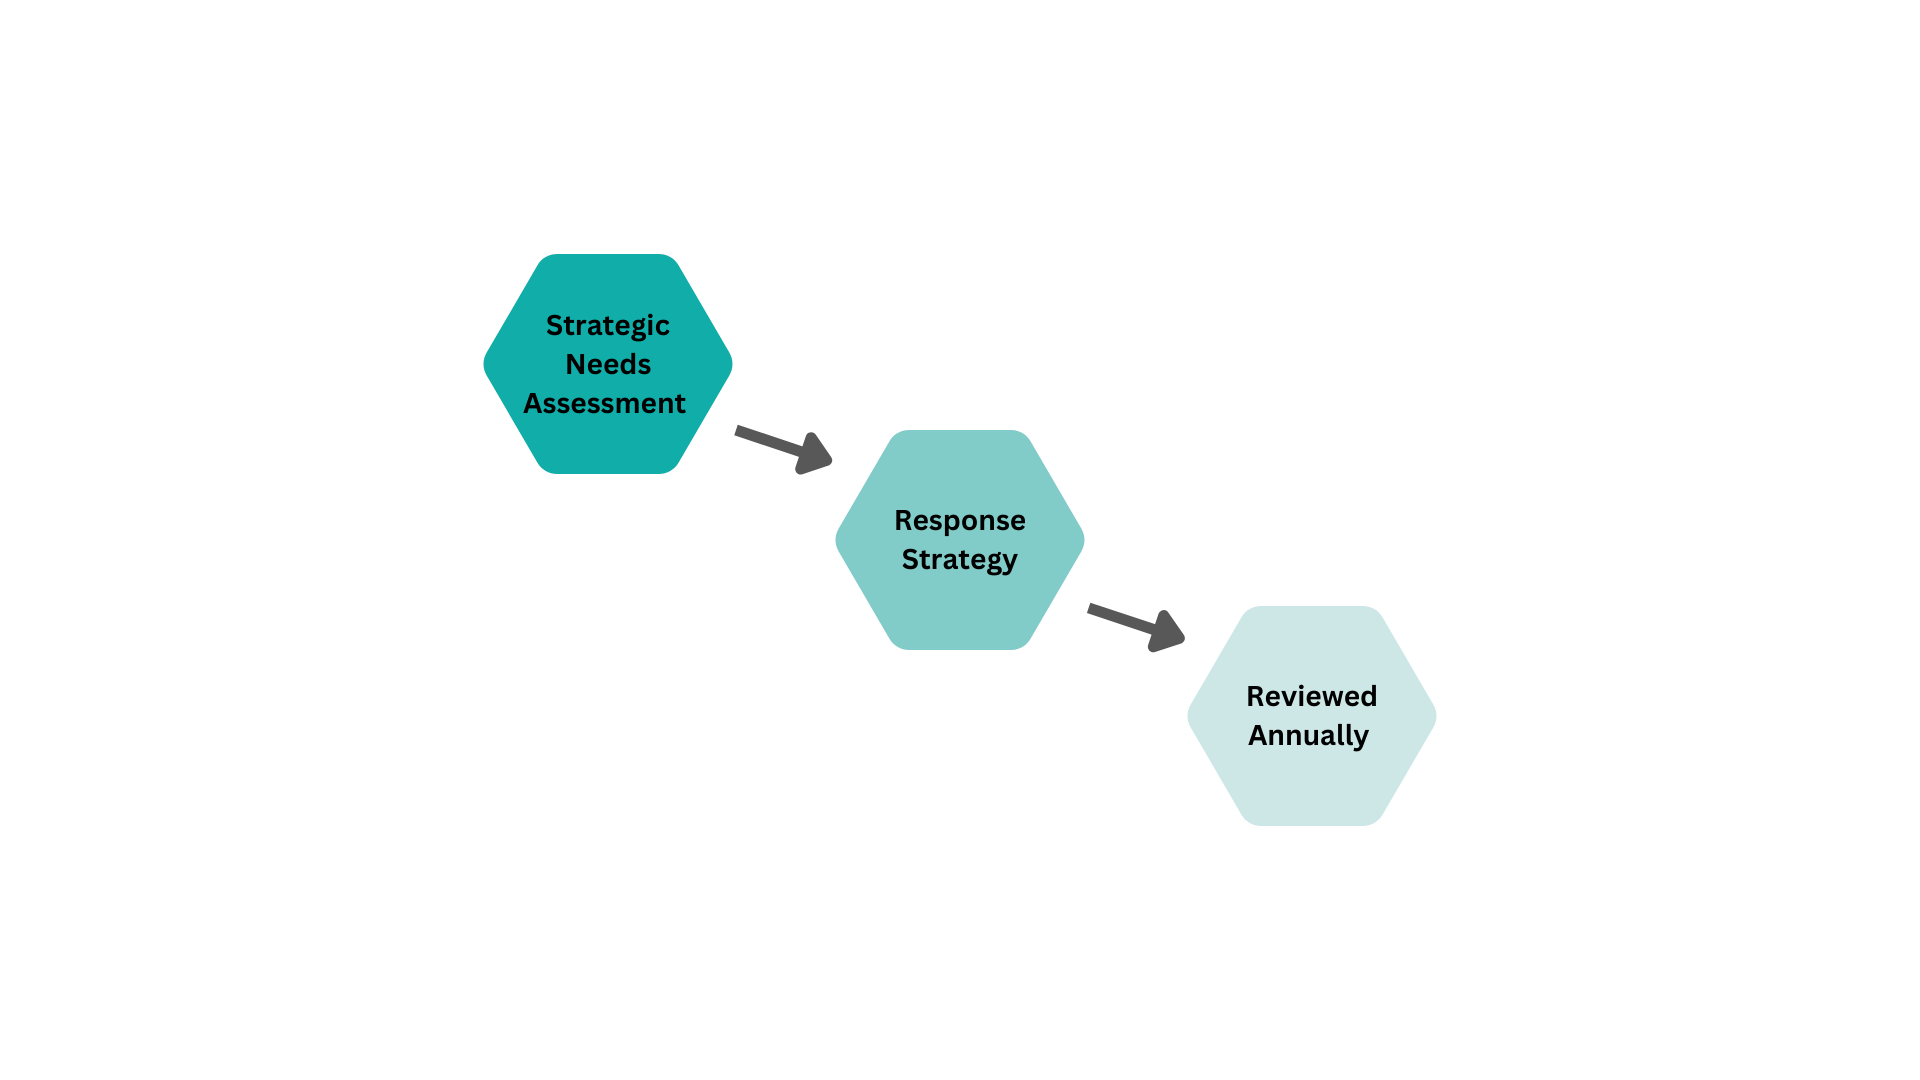 Strategic
Needs
Assessment
Response
Strategy
Reviewed
Annually